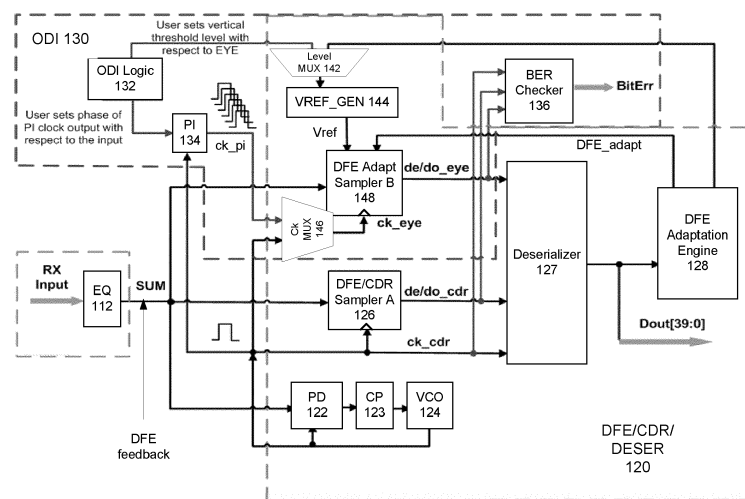 ODI 130
User sets vertical
threshold level with
respect to EYE
ODI Logic
132
Level
MUX 142
VREF_GEN 144
Vref
BER
Checker
136
BitErr
User sets phase of
PI clock output with
respect to the input
PI
134
ck_pi
DFE_adapt
DFE Adapt
Sampler B
148
de/do_eye
Ck
MUX
146
ck_eye
Deserializer
127
DFE
Adaptation
Engine
128
RX
Input
EQ
112
SUM
DFE/CDR
Sampler A
126
de/do_cdr
ck_cdr
Dout[39:0]
PD
122
CP
123
VCO
124
DFE
feedback
DFE/CDR/
DESER
120